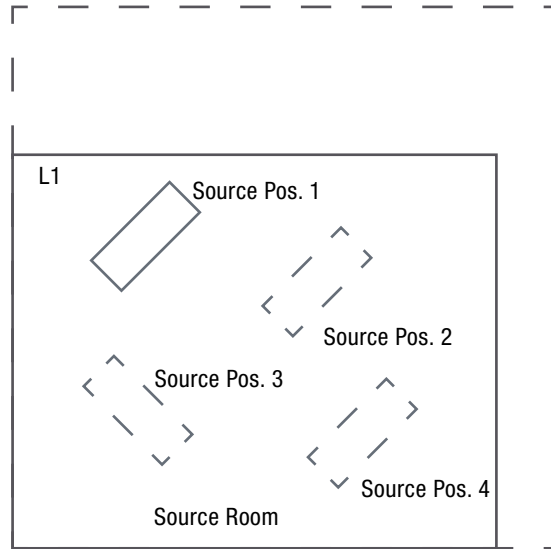 L1
Source Pos. 1
Source Pos. 2
Source Pos. 3
Source Pos. 4
Source Room